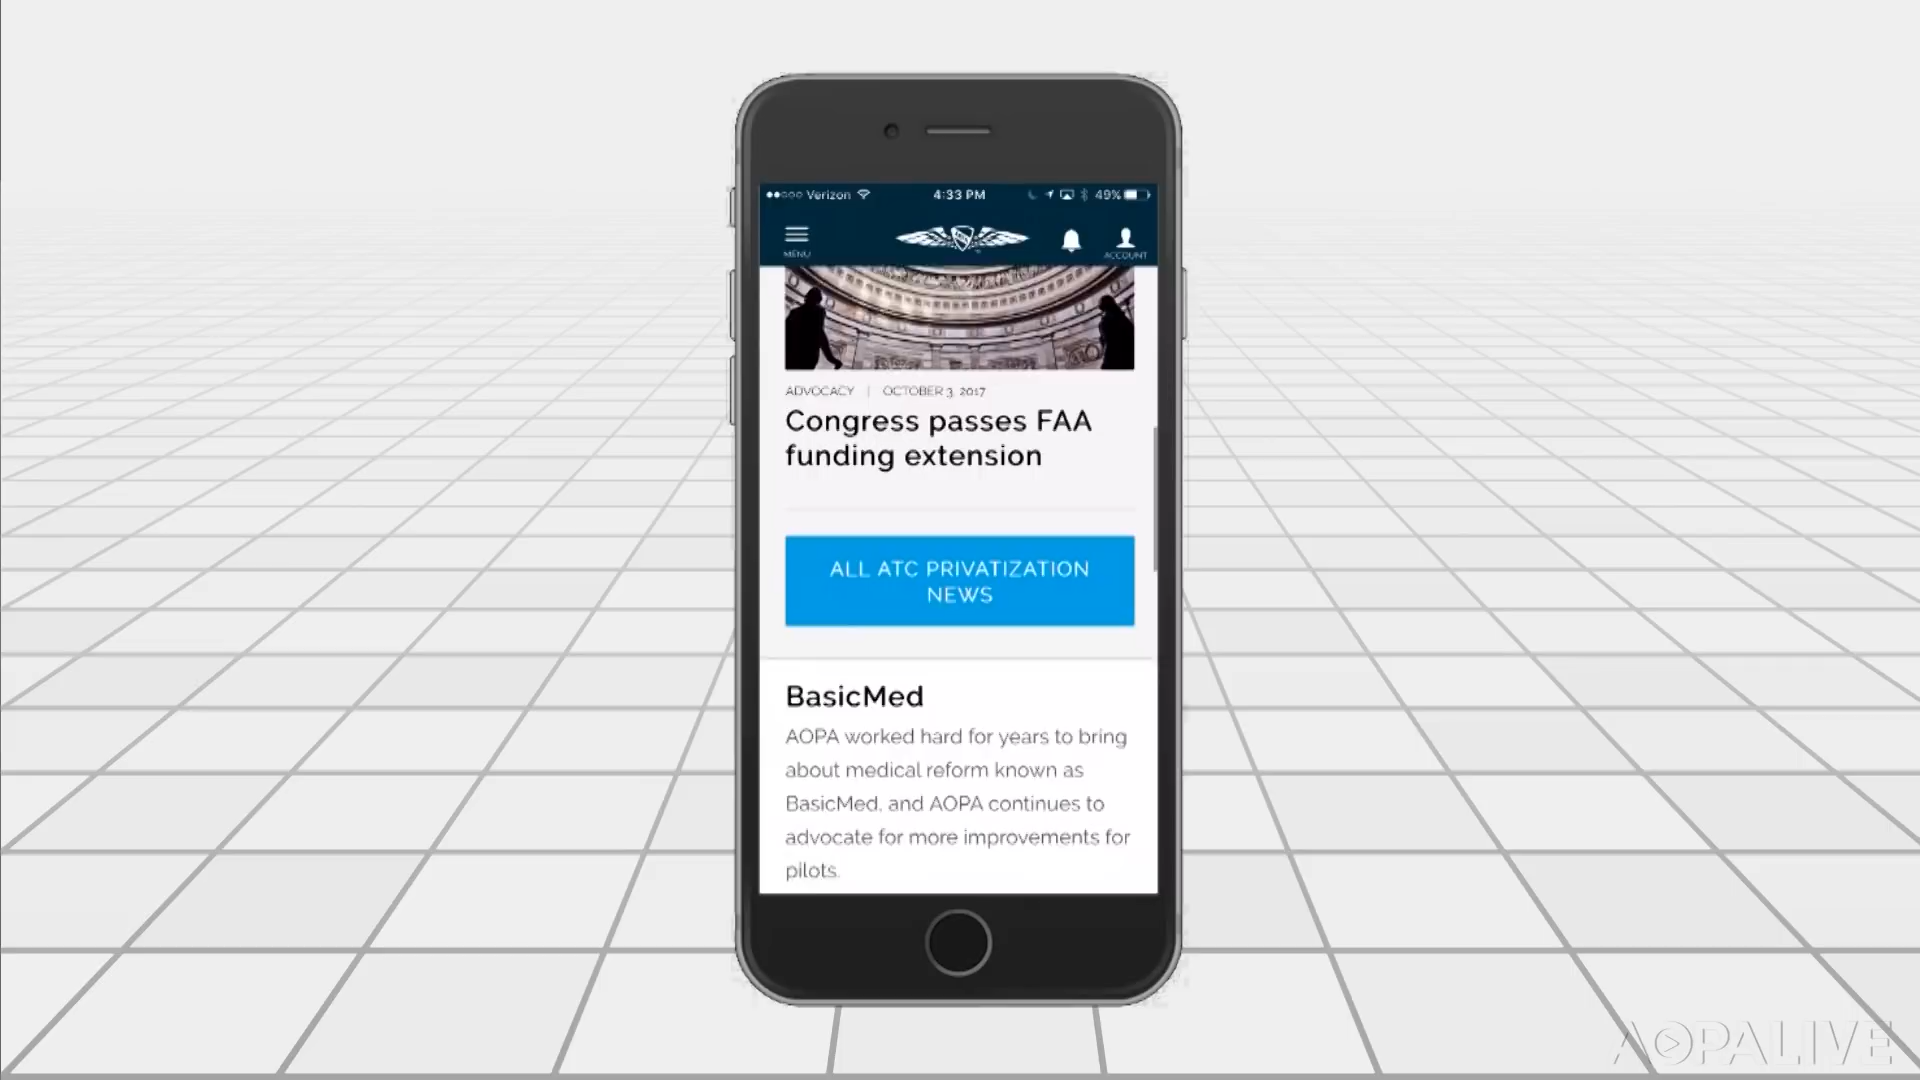 Verizon 4:33 PM 49%
MENU ACCOUNT
ADVOCACY | OCTOBER 3, 2017
Congress passes FAA
funding extension
ALL ATC PRIVATIZATION
NEWS
BasicMed
AOPA worked hard for years to bring
about medical reform known as
BasicMed, and AOPA continues to
advocate for more improvements for
pilots.
AOPALIVE